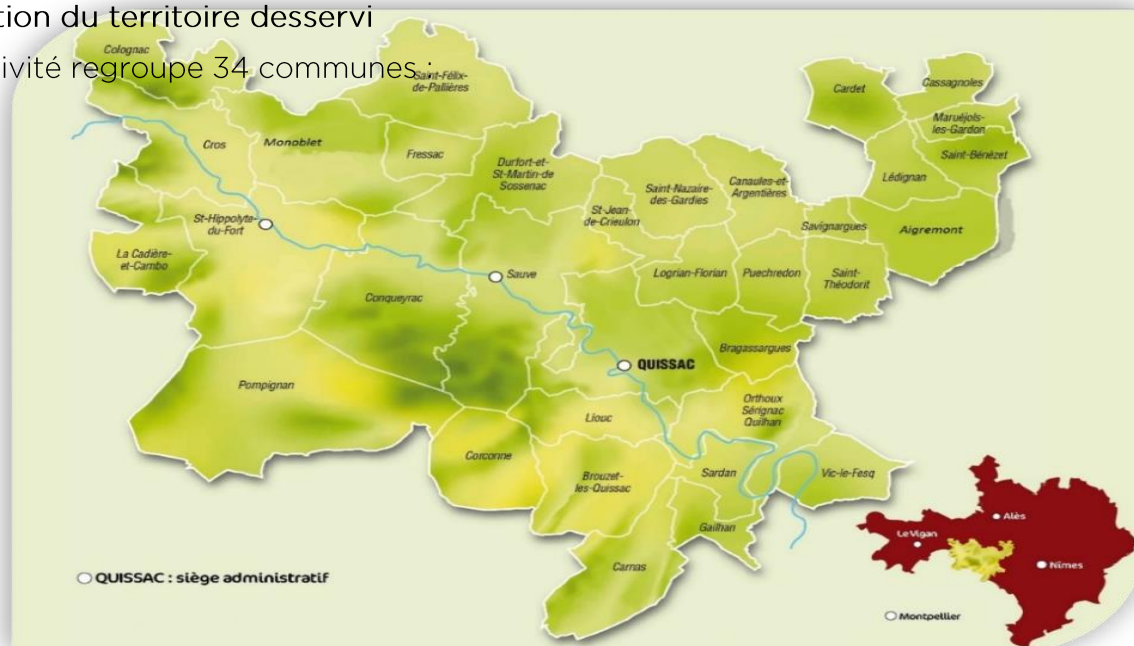 tion du territoire desservi
ivité regroupe 34 communes :
Colognac
Saint-Félix-
de-Pallières
Cardet
Cassagnoles
Maruéjols-
les-Gardon
Saint-Bénézet
Cros
Monoblet
Fressac
Durfort-et-
St-Martin-de
Sossenac
Lédignan
St-Jean-
de-Crieulon
Saint-Nazaire-
des-Gardies
Canaules-et-
Argentières
St-Hippolyte-
du-Fort
Savignargues
Aigremont
La Cadière-
et-Cambo
Sauve
Logrian-Florian
Puechredon
Saint-
Théodorit
Conqueyrac
Bragassargues
QUISSAC
Pompignan
Orthoux
Sérignac
Quilhan
Liouc
Corconne
Brouzet-
les-Quissac
Sardan
Vic-le-Fesq
Gailhan
Carnas
QUISSAC : siège administratif
Alès
Le Vigan
Nîmes
Montpellier